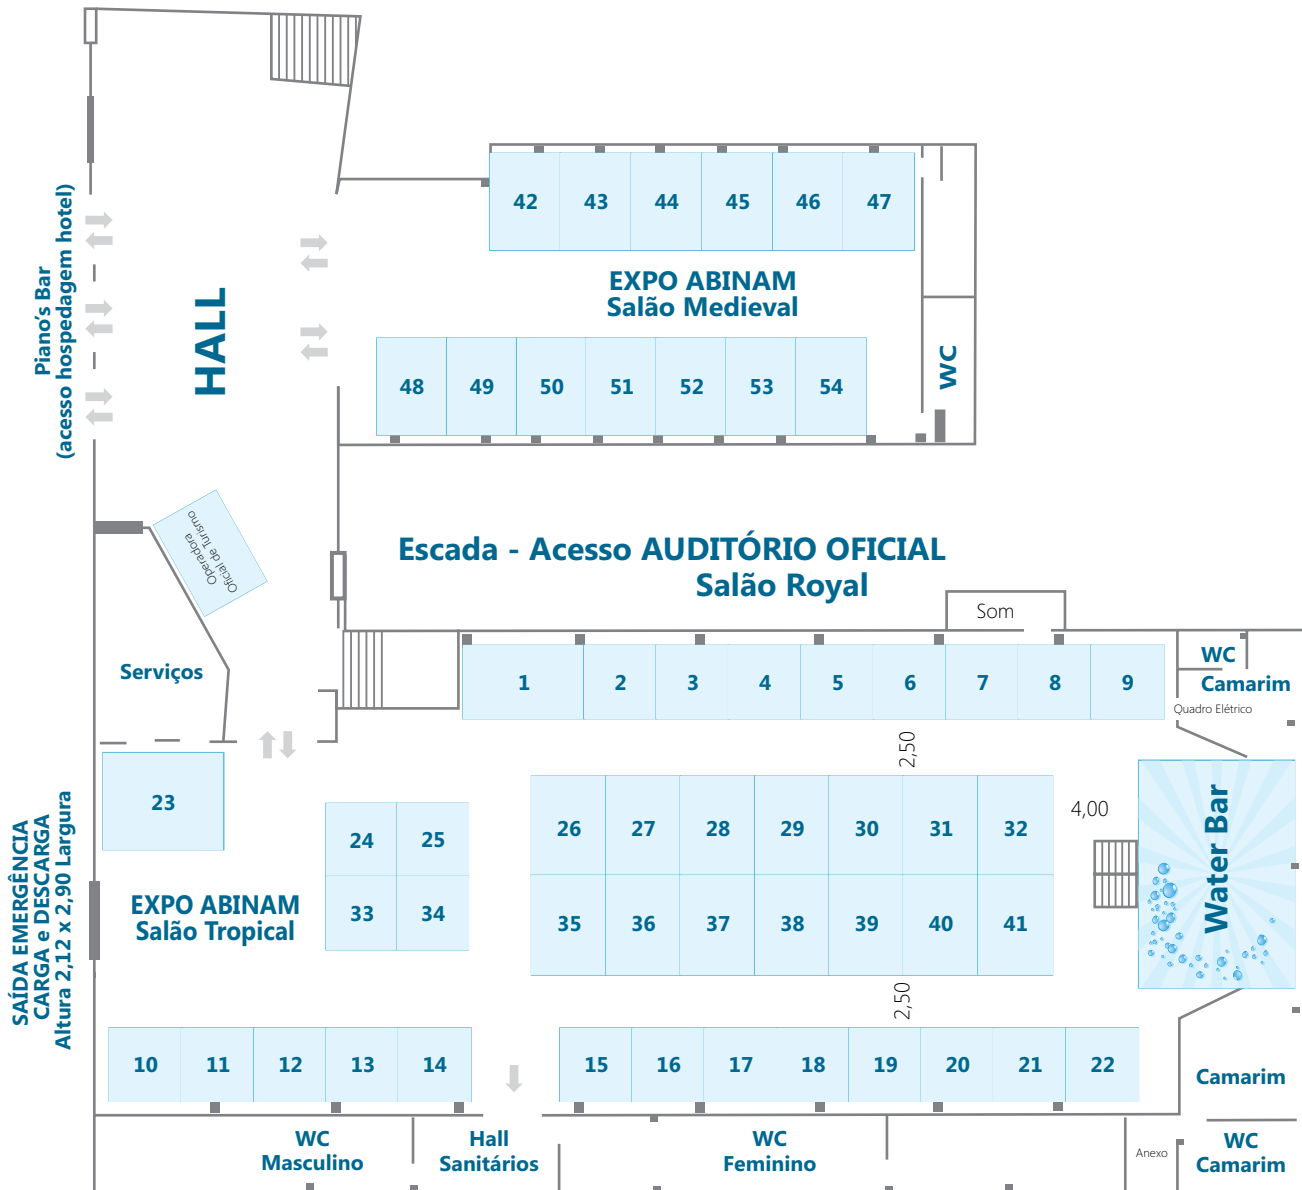 42 43 44 45 46 47
EXPO ABINAM
Salão Medieval
Piano's Bar
(acesso hospedagem hotel)
HALL
WC
48 49 50 51 52 53 54
Operadora
Oficial de Turismo
Escada - Acesso AUDITÓRIO OFICIAL
Salão Royal
Som
Serviços
1 2 3 4 5 6 7 8 9
WC
Camarim
Quadro Elétrico
2,50
23
24 25
33 34
26 27 28 29 30 31 32
35 36 37 38 39 40 41
4,00
Water Bar
SAÍDA EMERGÊNCIA
CARGA e DESCARGA
Altura 2,12 x 2,90 Largura
EXPO ABINAM
Salão Tropical
2,50
10 11 12 13 14
15 16 17 18 19 20 21 22
Camarim
WC
Masculino
Hall
Sanitários
WC
Feminino
Anexo
WC
Camarim